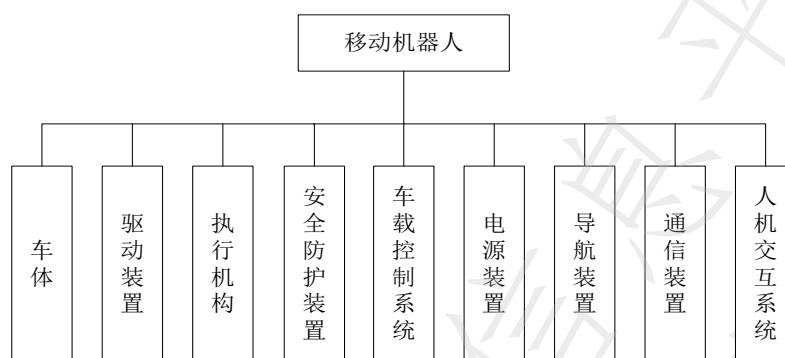 移动机器人
车体
驱动装置
执行机构
安全防护装置
车载控制系统
电源装置
导航装置
通信装置
人机交互系统